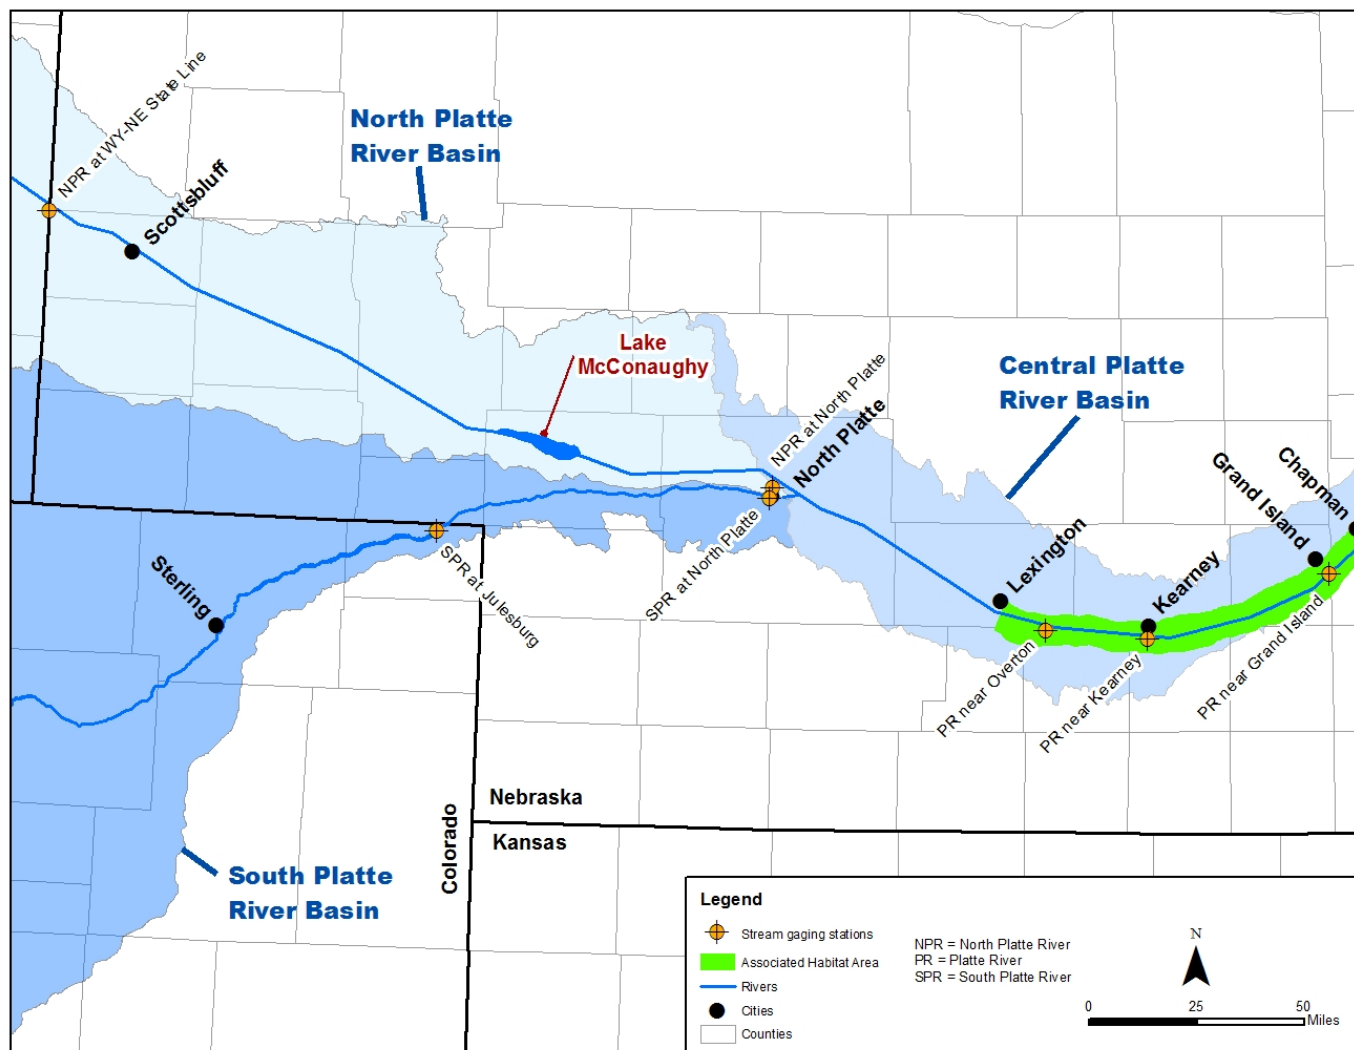 NPR at WY-NE State Line
North Platte
River Basin
Scottsbluff
Lake
McConaughy
NPR at North Platte
North Platte
Central Platte
River Basin
Chapman
Grand Island
SPR at North Platte
Lexington
Kearney
Sterling
SPR at Julesburg
PR near Overton
PR near Kearney
PR near Grand Island
Colorado
Nebraska
Kansas
South Platte
River Basin
Legend
Stream gaging stations
Associated Habitat Area
Rivers
Cities
Counties
NPR = North Platte River
PR = Platte River
SPR = South Platte River
N
0 25 50
Miles